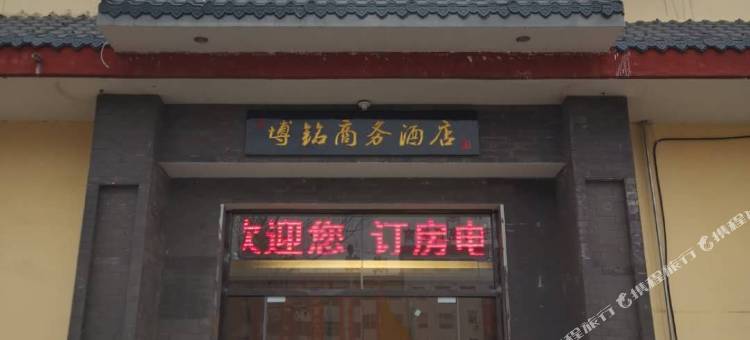 博铭商务酒店
欢迎您 订房电
携程旅行
携程旅行